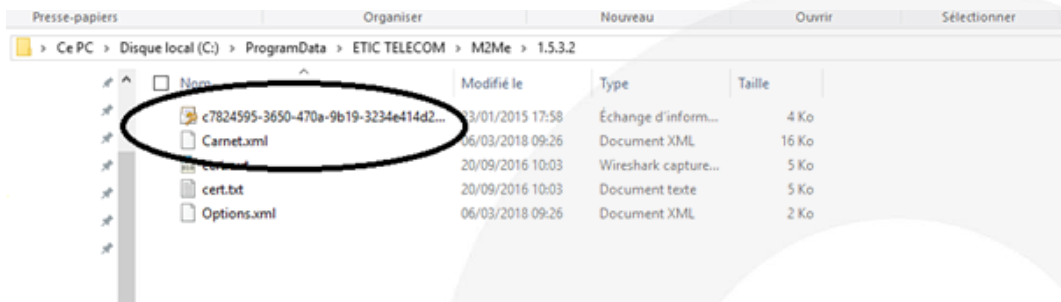 Presse-papiers Organiser Nouveau Ouvrir Sélectionner
> Ce PC > Disque local (C:) > ProgramData > ETIC TELECOM > M2Me > 1.5.3.2
Nom Modifié le Type Taille
c7824595-3650-470a-9b19-3234e414d2... 23/01/2015 17:58 Échange d'inform... 4 Ko
Carnet.xml 06/03/2018 09:26 Document XML 16 Ko
20/09/2016 10:03 Wireshark capture... 5 Ko
cert.txt 20/09/2016 10:03 Document texte 5 Ko
Options.xml 06/03/2018 09:26 Document XML 2 Ko